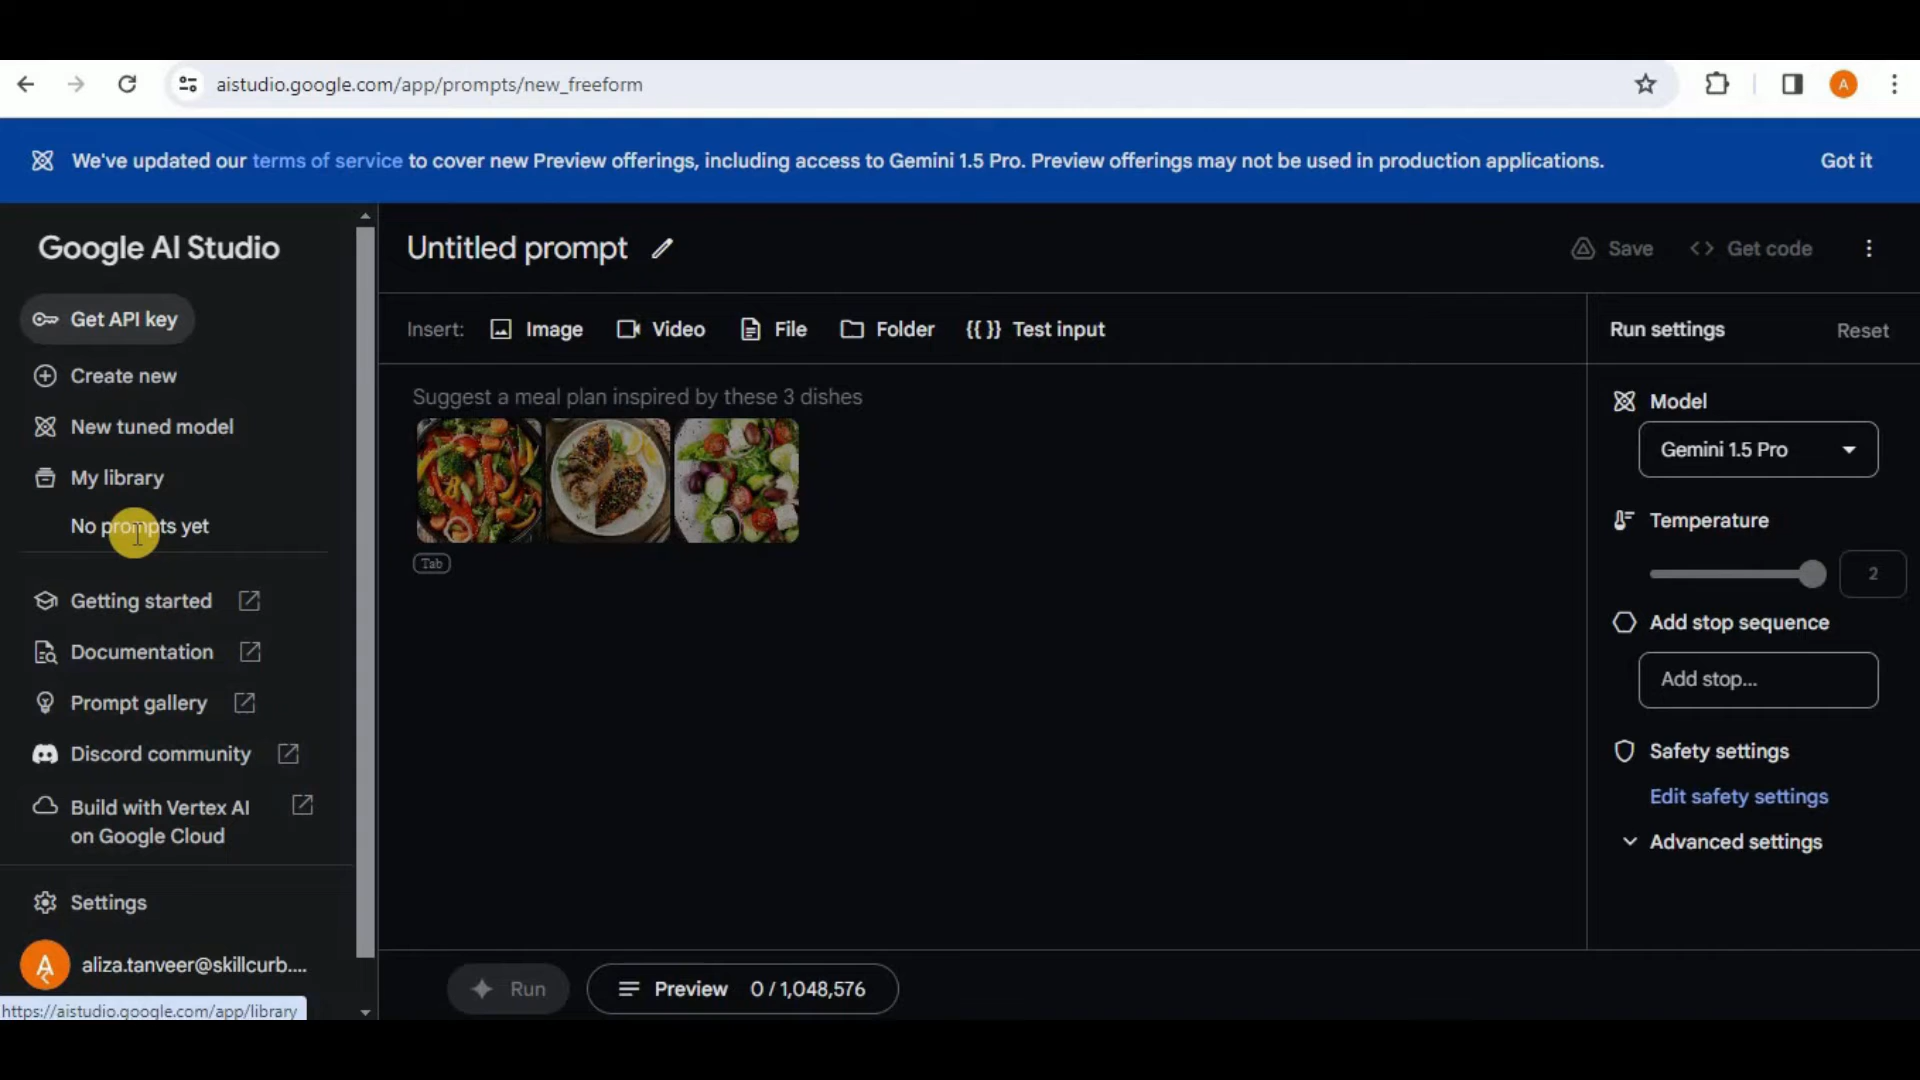 aistudio.google.com/app/prompts/new_freeform
A
We've updated our terms of service to cover new Preview offerings, including access to Gemini 1.5 Pro. Preview offerings may not be used in production applications.
Got it
Google AI Studio
Get API key
Create new
New tuned model
My library
No prompts yet
Getting started
Documentation
Prompt gallery
Discord community
Build with Vertex AI
on Google Cloud
Settings
A
aliza.tanveer@skillcurb....
https://aistudio.google.com/app/library
Untitled prompt
Save
<> Get code
Insert:
Image
Video
File
Folder
{{ }} Test input
Suggest a meal plan inspired by these 3 dishes
Tab
Run
Preview 0 / 1,048,576
Run settings
Reset
Model
Gemini 1.5 Pro
Temperature
2
Add stop sequence
Add stop...
Safety settings
Edit safety settings
Advanced settings